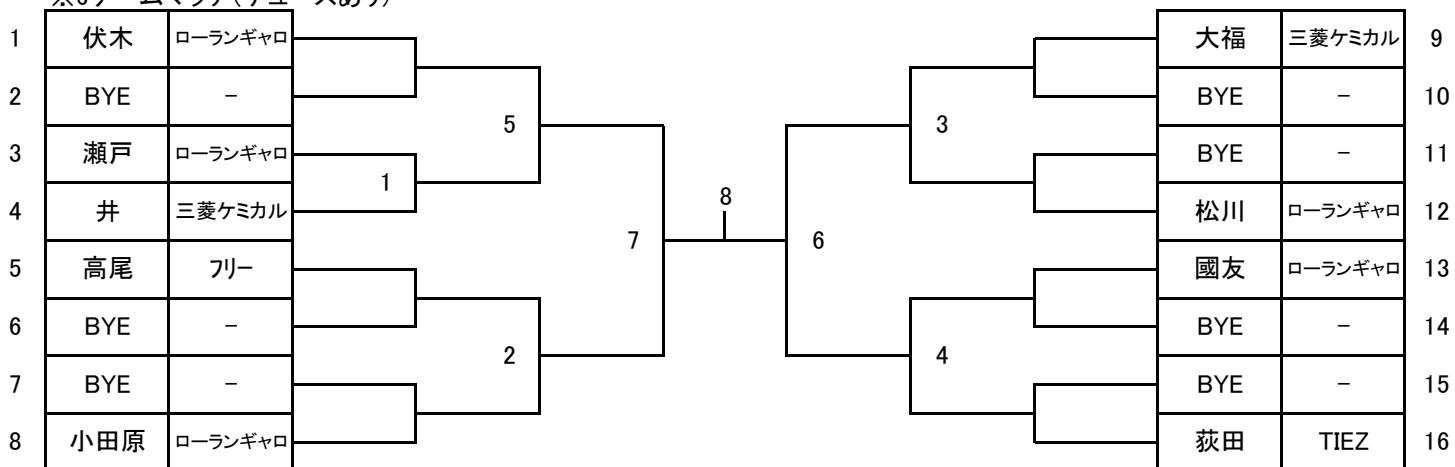 1 伏木 ローランギャロ
2 BYE -
3 瀬戸 ローランギャロ
4 井 三菱ケミカル
5 高尾 フリー
6 BYE -
7 BYE -
8 小田原 ローランギャロ
5
1
7
2
8
3
6
4
大福 三菱ケミカル 9
BYE - 10
BYE - 11
松川 ローランギャロ 12
國友 ローランギャロ 13
BYE - 14
BYE - 15
荻田 TIEZ 16